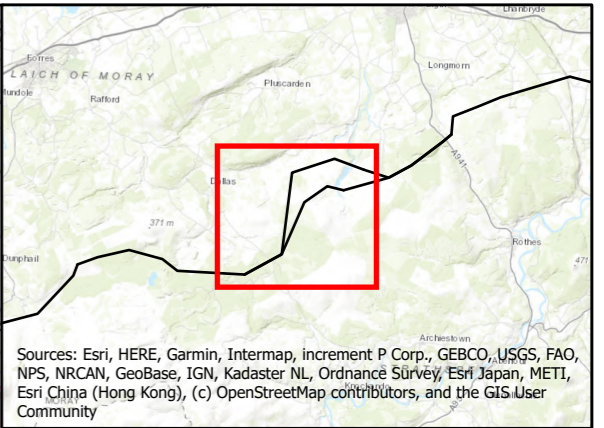 Lhanbryde
Forres
Longmorn
LAICH OF MORAY
Pluscarden
Rafford
Dallas
A941
371 m
Rothes
Dunphail
Archiestown
Sources: Esri, HERE, Garmin, Intermap, increment P Corp., GEBCO, USGS, FAO,
NPS, NRCAN, GeoBase, IGN, Kadaster NL, Ordnance Survey, Esri Japan, METI,
Esri China (Hong Kong), (c) OpenStreetMap contributors, and the GIS User
Community